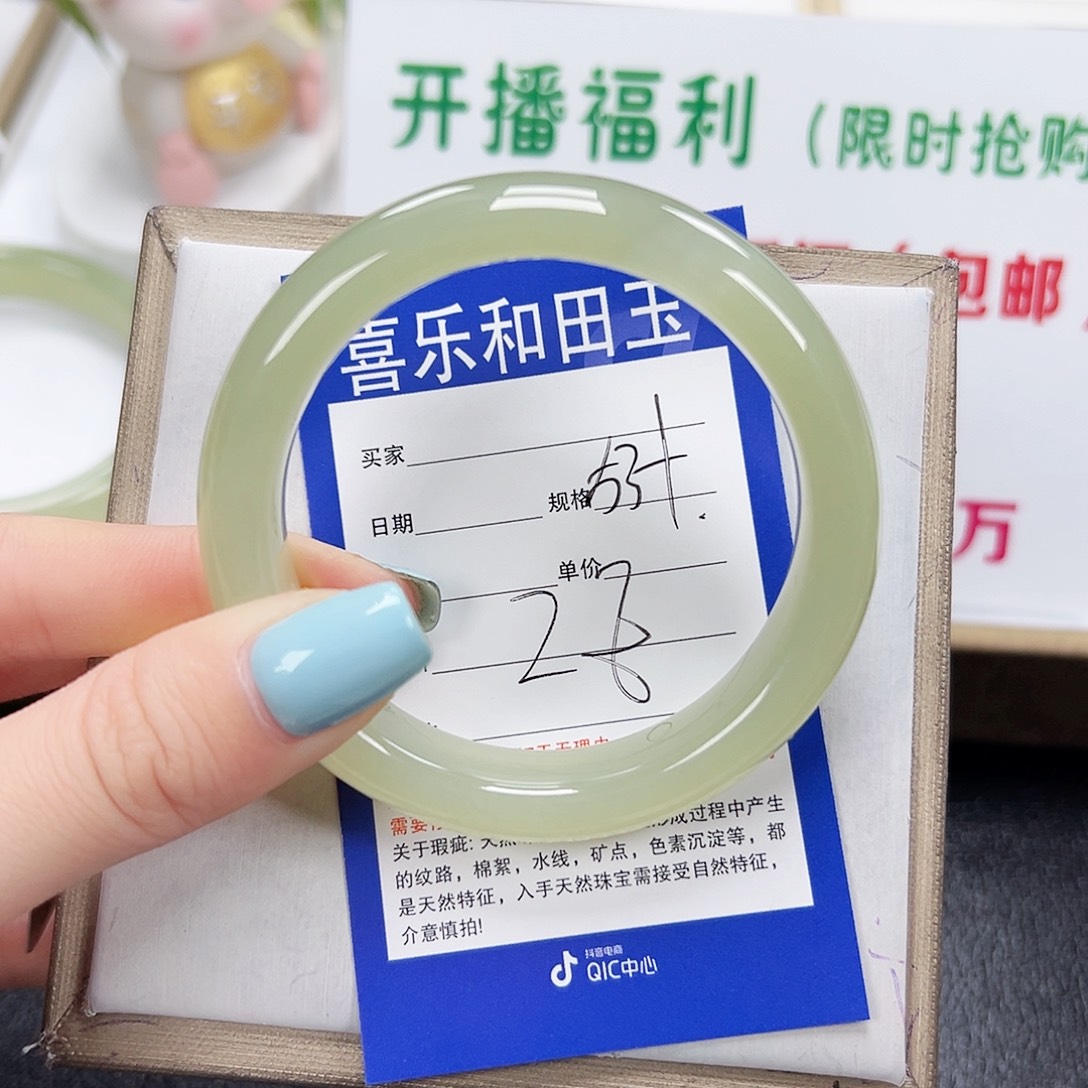 开播福利（限时抢购
包邮
万
喜乐和田玉
买家
规格 53+
日期
单价
28
需要
形成过程中产生
关于瑕疵：天然
的纹路，棉絮，水线，矿点，色素沉淀等，都
是天然特征，入手天然珠宝需接受自然特征，
介意慎拍!
抖音电商
QIC中心